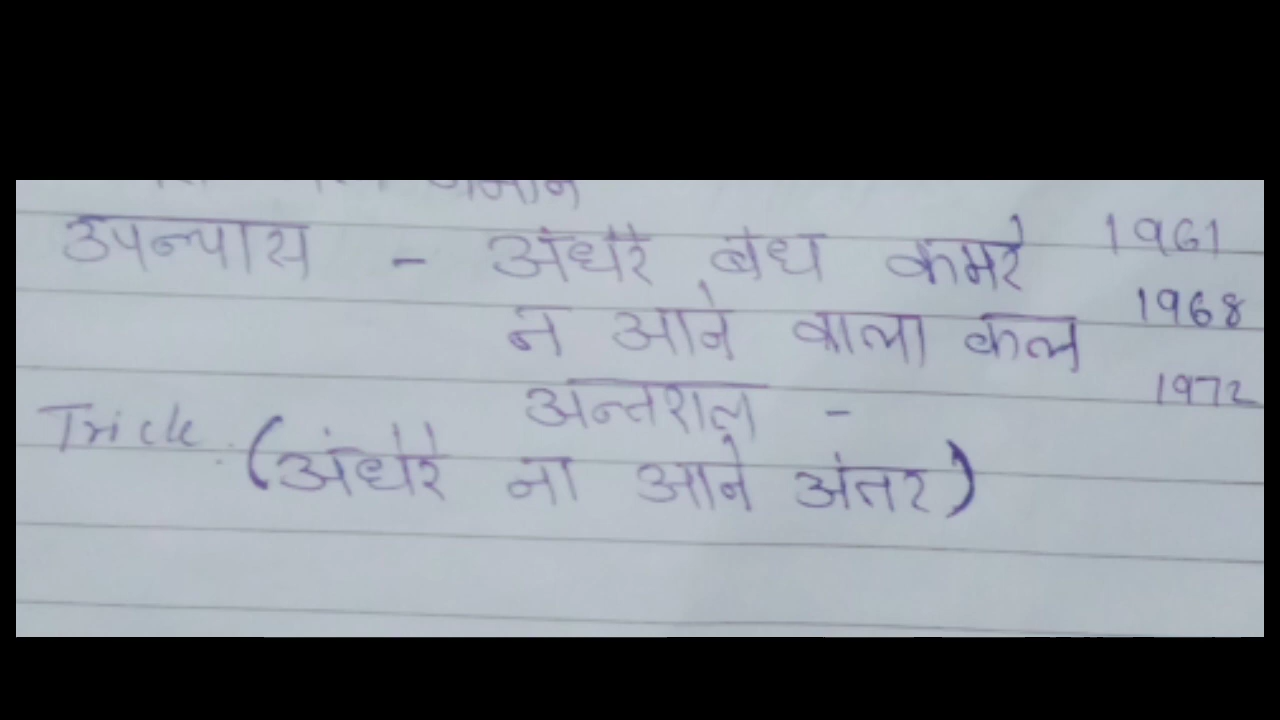 उपन्यास - अंधेरे बंध कमरे 1961
न आने वाला कल 1968
अन्तराल - 1972
Trick (अंधेरे ना आने अंतर)